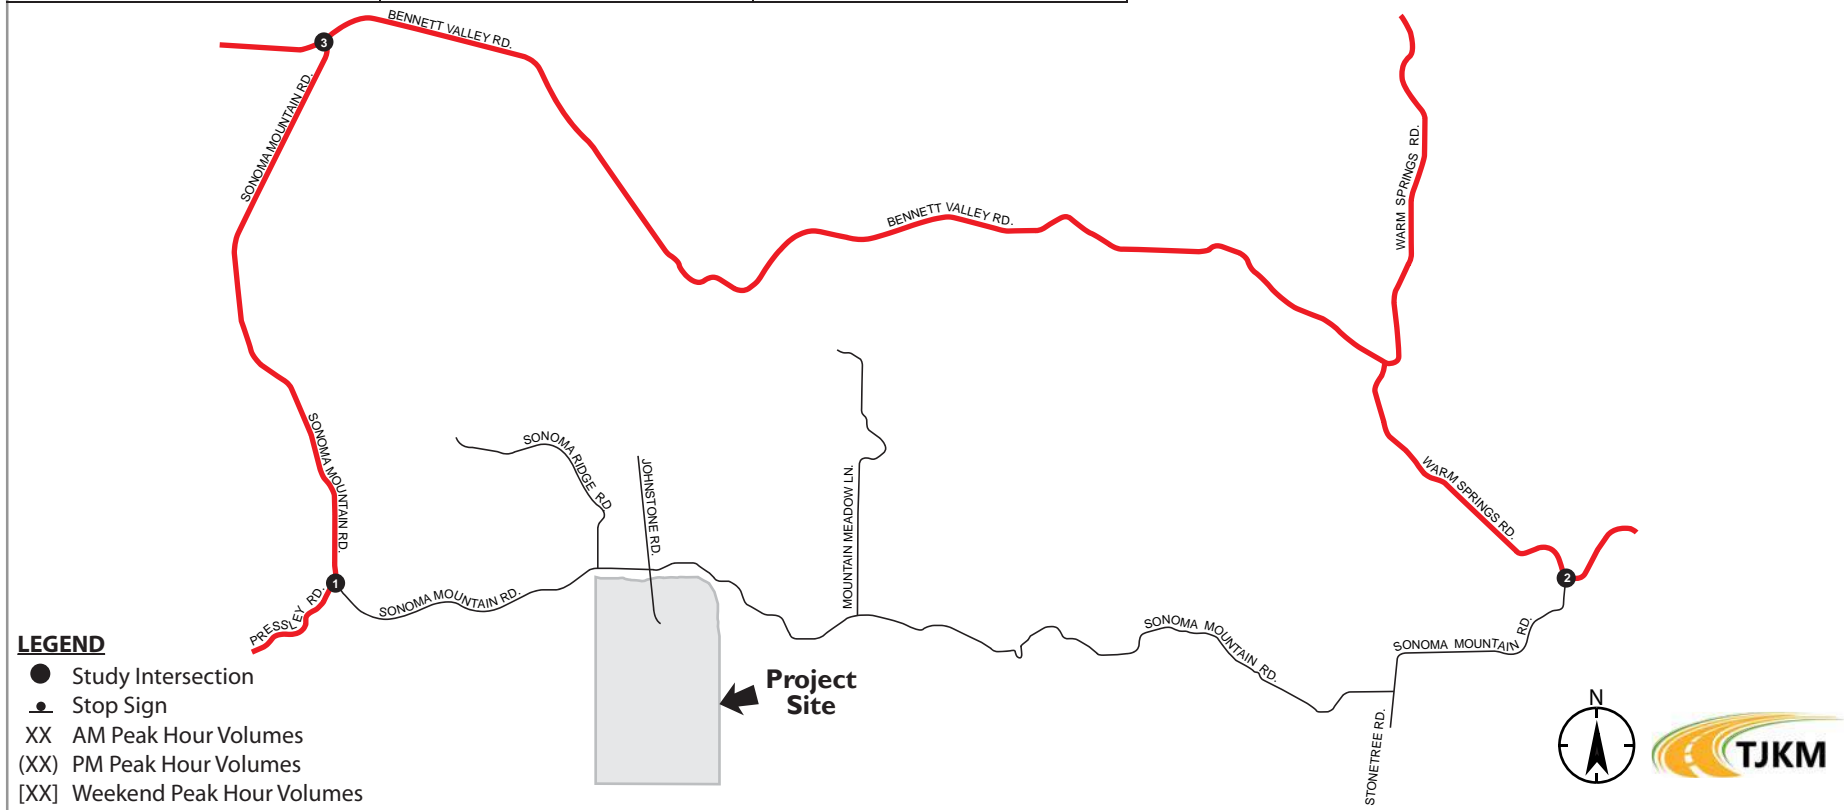 3
BENNETT VALLEY RD.
SONOMA MOUNTAIN RD.
WARM SPRINGS RD.
BENNETT VALLEY RD.
SONOMA MOUNTAIN RD.
SONOMA RIDGE RD
JOHNSTONE RD.
MOUNTAIN MEADOW LN.
WARM SPRINGS RD.
1
2
PRESSLEY RD.
SONOMA MOUNTAIN RD.
SONOMA MOUNTAIN RD.
SONOMA MOUNTAIN RD.
STONETREE RD.
Project
Site
LEGEND
Study Intersection
Stop Sign
XX AM Peak Hour Volumes
(XX) PM Peak Hour Volumes
[XX] Weekend Peak Hour Volumes
N
TJKM